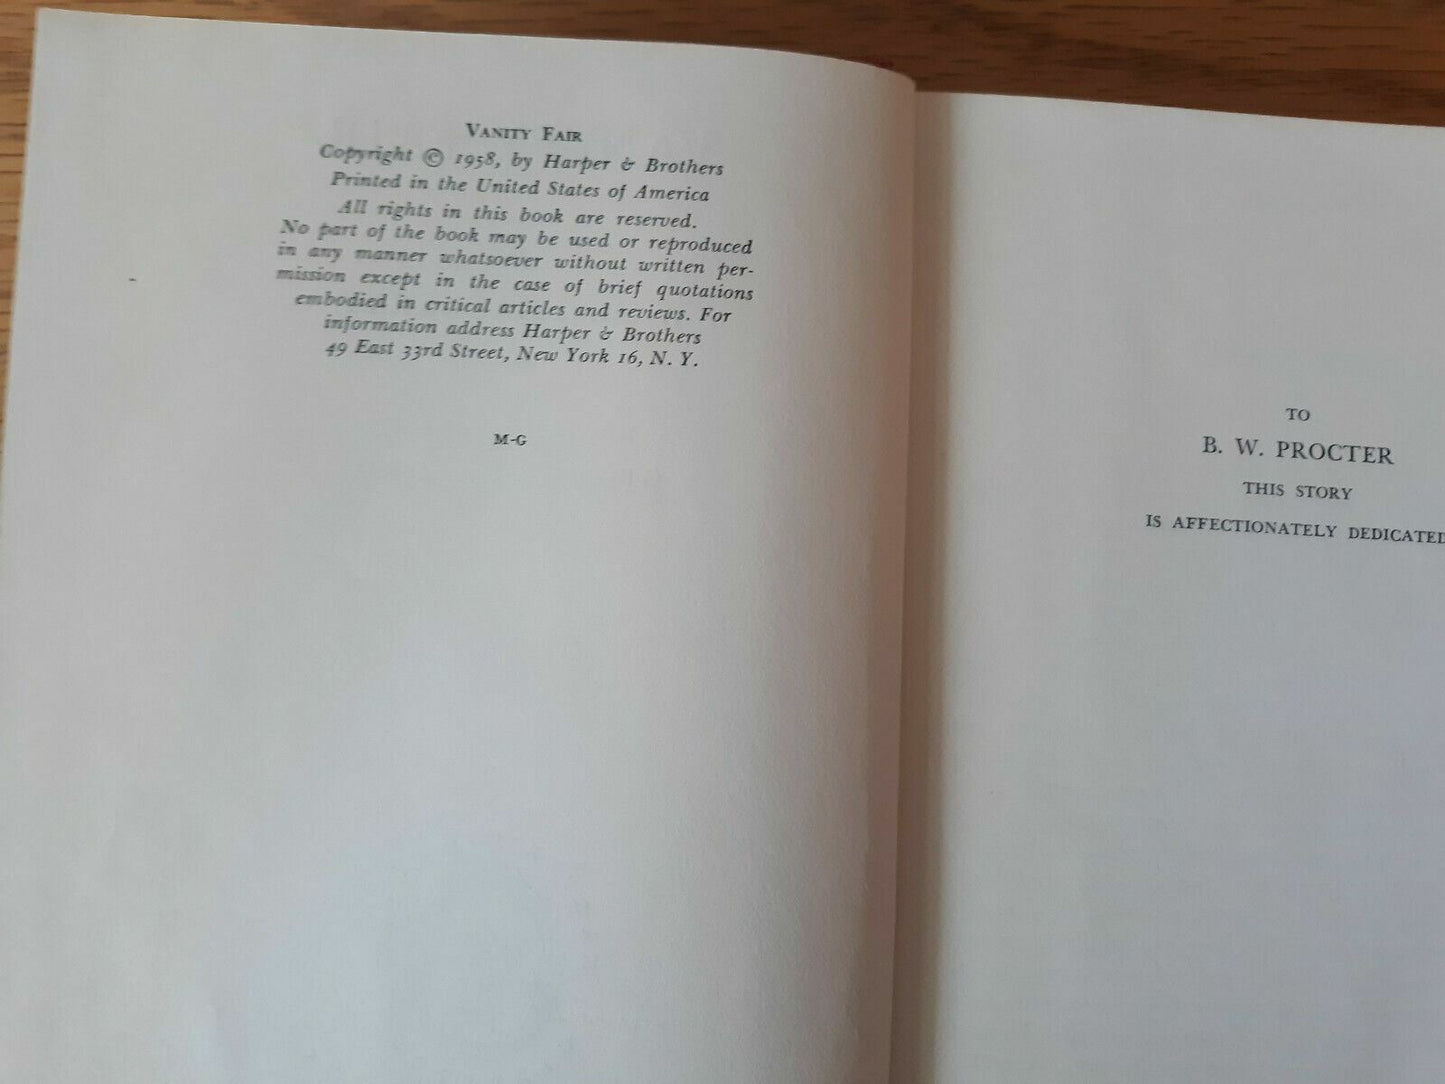 VANITY FAIR
Copyright © 1958, by Harper & Brothers
Printed in the United States of America
All rights in this book are reserved.
No part of the book may be used or reproduced
in any manner whatsoever without written per-
mission except in the case of brief quotations
embodied in critical articles and reviews. For
information address Harper & Brothers
49 East 33rd Street, New York 16, N. Y.
M-G
TO
B. W. PROCTER
THIS STORY
IS AFFECTIONATELY DEDICATED